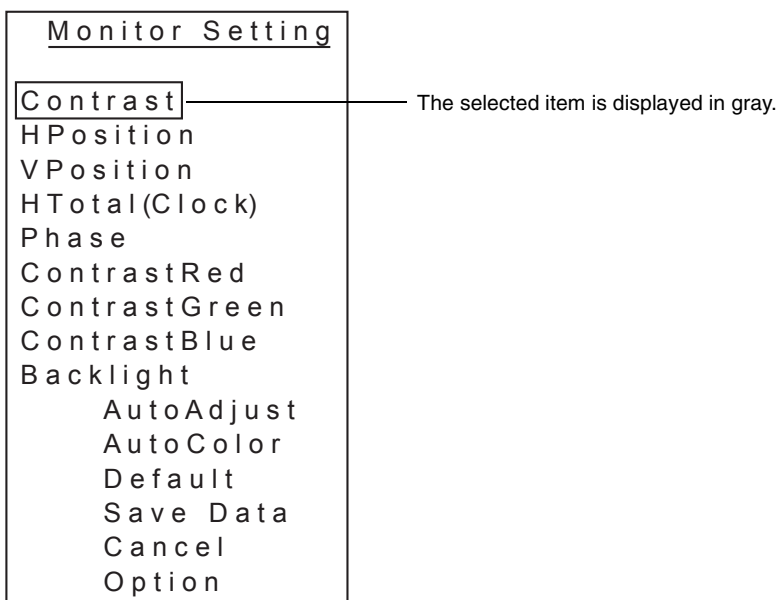 Monitor Setting
Contrast
The selected item is displayed in gray.
HPosition
VPosition
HTotal(Clock)
Phase
ContrastRed
ContrastGreen
ContrastBlue
Backlight
AutoAdjust
AutoColor
Default
Save Data
Cancel
Option